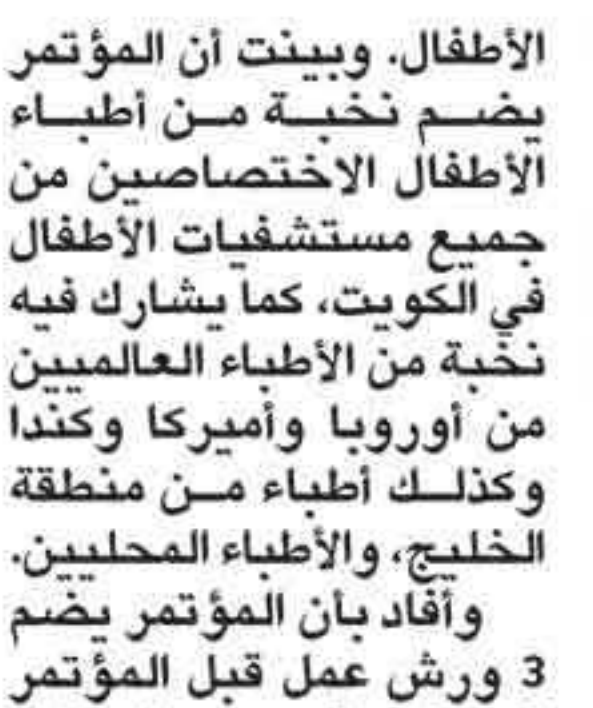 الأطفال. وبينت أن المؤتمر
يضم نخبة من أطباء
الأطفال الاختصاصين من
جميع مستشفيات الأطفال
في الكويت، كما يشارك فيه
نخبة من الأطباء العالميين
من أوروبا وأميركا وكندا
وكذلك أطباء من منطقة
الخليج، والأطباء المحليين.
وأفاد بأن المؤتمر يضم
3 ورش عمل قبل المؤتمر